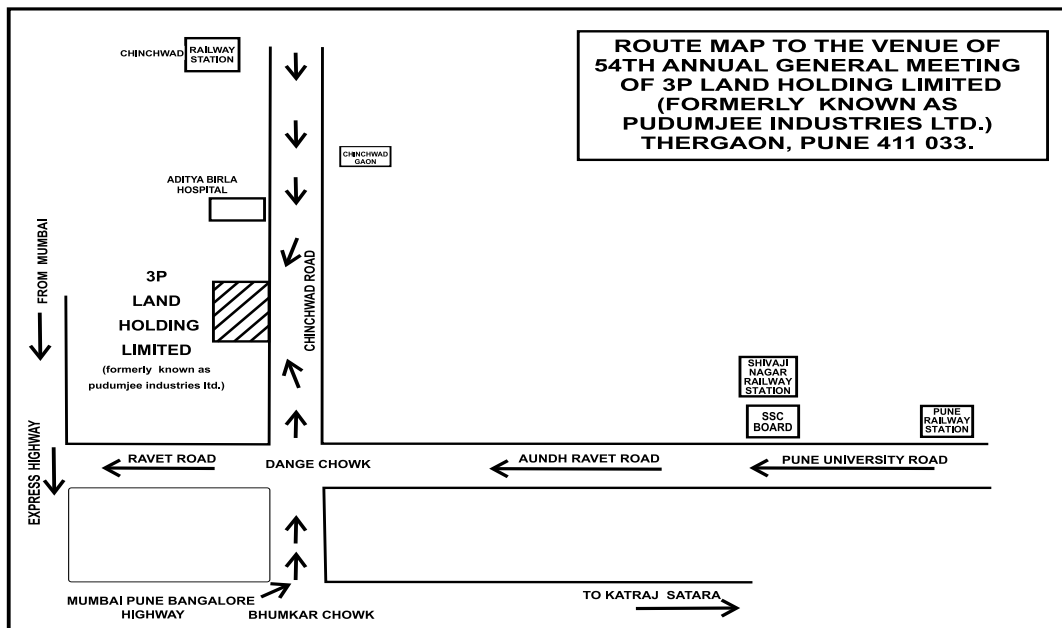 CHINCHWAD
RAILWAY
STATION
ROUTE MAP TO THE VENUE OF
54TH ANNUAL GENERAL MEETING
OF 3P LAND HOLDING LIMITED
(FORMERLY KNOWN AS
PUDUMJEE INDUSTRIES LTD.)
THERGAON, PUNE 411 033.
CHINCHWAD
GAON
ADITYA BIRLA
HOSPITAL
FROM MUMBAI
3P
LAND
HOLDING
LIMITED
(formerly known as
pudumjee industries ltd.)
CHINCHWAD ROAD
SHIVAJI
NAGAR
RAILWAY
STATION
SSC
BOARD
PUNE
RAILWAY
STATION
EXPRESS HIGHWAY
RAVET ROAD
DANGE CHOWK
AUNDH RAVET ROAD
PUNE UNIVERSITY ROAD
MUMBAI PUNE BANGALORE
HIGHWAY
BHUMKAR CHOWK
TO KATRAJ SATARA